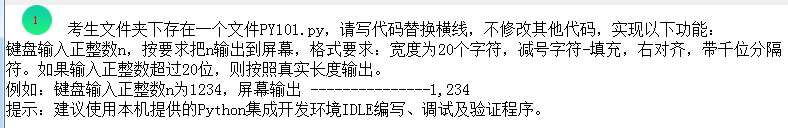 1 考生文件夹下存在一个文件PY101.py，请写代码替换横线，不修改其他代码，实现以下功能：
键盘输入正整数n，按要求把n输出到屏幕，格式要求：宽度为20个字符，减号字符-填充，右对齐，带千位分隔
符。如果输入正整数超过20位，则按照真实长度输出。
例如：键盘输入正整数n为1234，屏幕输出 ---------------1,234
提示：建议使用本机提供的Python集成开发环境IDLE编写、调试及验证程序。